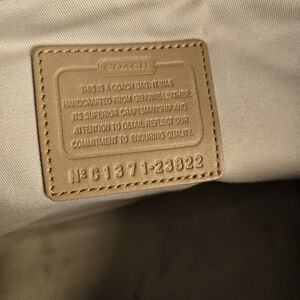 COACH
THIS IS A COACH BAG. IT WAS
HANDCRAFTED FROM GENUINE LEATHER.
ITS SUPERIOR CRAFTSMANSHIP AND
ATTENTION TO DETAIL REFLECT OUR
COMMITMENT TO ENDURING QUALITY.
Nº C1371-23822